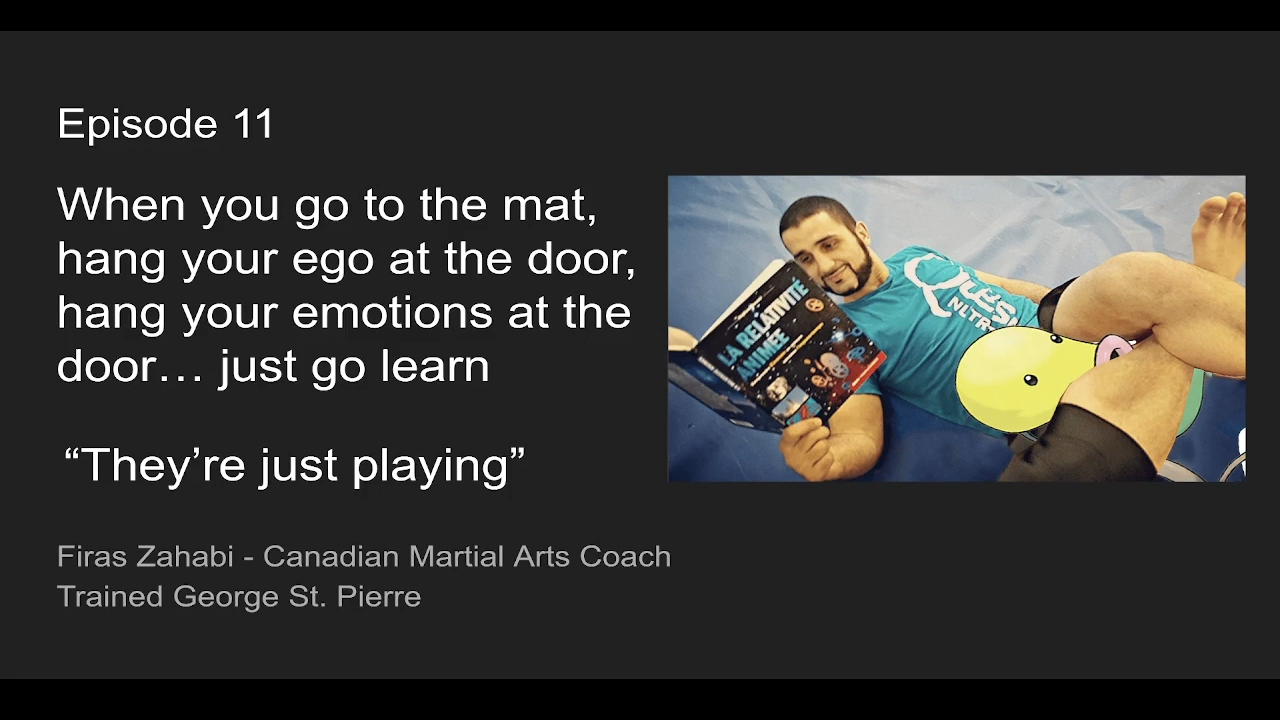 Episode 11
When you go to the mat,
hang your ego at the door,
hang your emotions at the
door… just go learn
“They’re just playing”
Firas Zahabi - Canadian Martial Arts Coach
Trained George St. Pierre
LA RELATIVITÉ
ANIMÉE
QUEST
NUTR